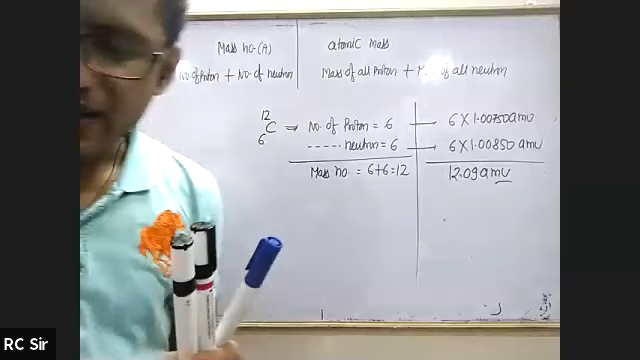 Mass no.(A) atomic mass
No of Proton + No. of neutron Mass of all Proton + of all neutron
12
6 C ⇒ No. of Proton = 6 → 6 X 1.00750 amu
----- neutron = 6 → 6 X 1.00850 amu
Mass no. = 6+6=12 12.09 amu
RC Sir